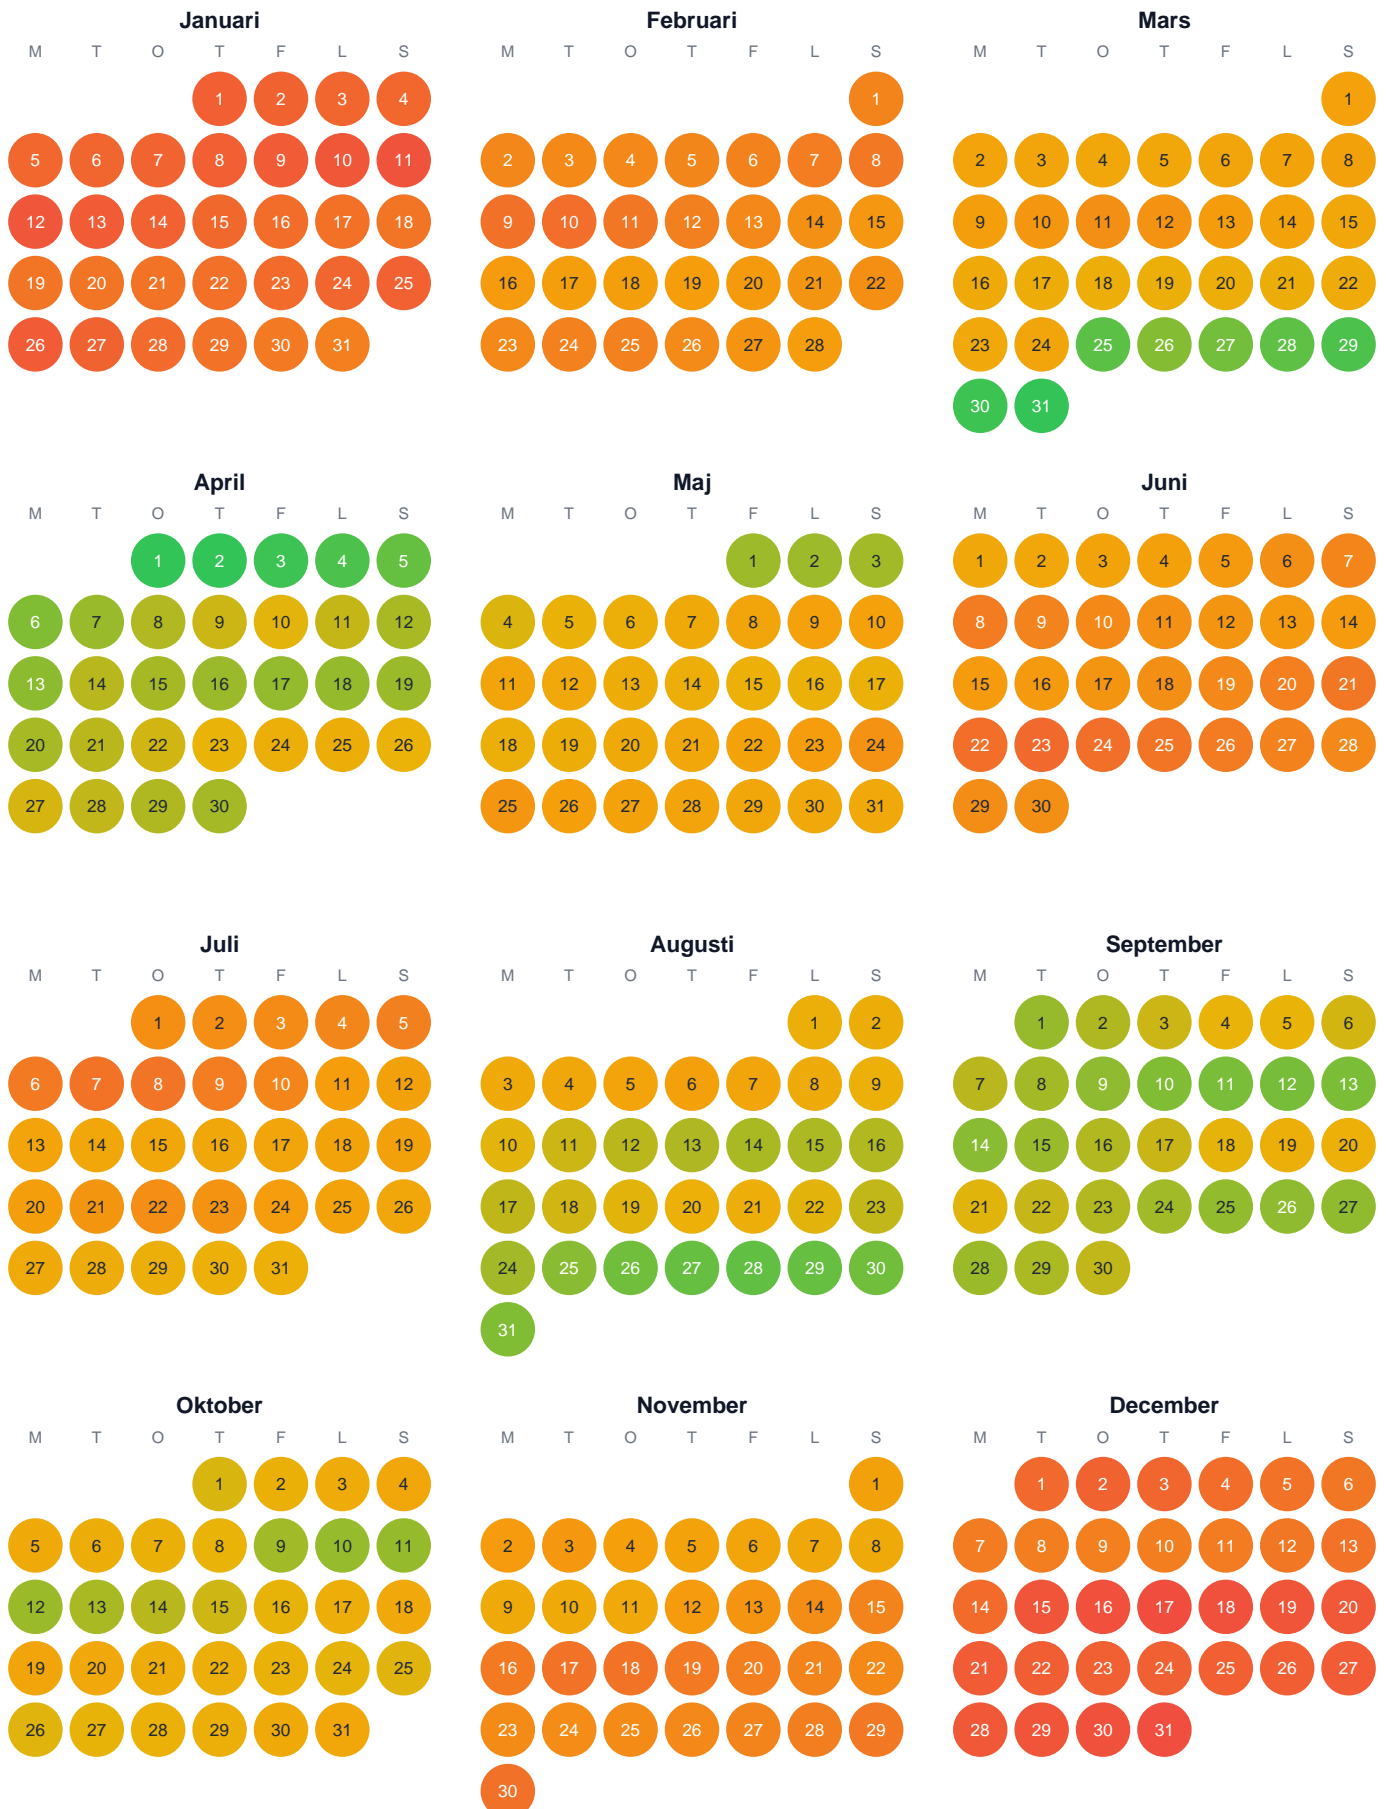 Januari Februari Mars
M T O T F L S M T O T F L S M T O T F L S
1 2 3 4 1 1
5 6 7 8 9 10 11 2 3 4 5 6 7 8 2 3 4 5 6 7 8
12 13 14 15 16 17 18 9 10 11 12 13 14 15 9 10 11 12 13 14 15
19 20 21 22 23 24 25 16 17 18 19 20 21 22 16 17 18 19 20 21 22
26 27 28 29 30 31 23 24 25 26 27 28 23 24 25 26 27 28 29
30 31
April Maj Juni
M T O T F L S M T O T F L S M T O T F L S
1 2 3 4 5 1 2 3 1 2 3 4 5 6 7
6 7 8 9 10 11 12 4 5 6 7 8 9 10 8 9 10 11 12 13 14
13 14 15 16 17 18 19 11 12 13 14 15 16 17 15 16 17 18 19 20 21
20 21 22 23 24 25 26 18 19 20 21 22 23 24 22 23 24 25 26 27 28
27 28 29 30 25 26 27 28 29 30 31 29 30
Juli Augusti September
M T O T F L S M T O T F L S M T O T F L S
1 2 3 4 5 1 2 1 2 3 4 5 6
6 7 8 9 10 11 12 3 4 5 6 7 8 9 7 8 9 10 11 12 13
13 14 15 16 17 18 19 10 11 12 13 14 15 16 14 15 16 17 18 19 20
20 21 22 23 24 25 26 17 18 19 20 21 22 23 21 22 23 24 25 26 27
27 28 29 30 31 24 25 26 27 28 29 30 28 29 30
31
Oktober November December
M T O T F L S M T O T F L S M T O T F L S
1 2 3 4 1 1 2 3 4 5 6
5 6 7 8 9 10 11 2 3 4 5 6 7 8 7 8 9 10 11 12 13
12 13 14 15 16 17 18 9 10 11 12 13 14 15 14 15 16 17 18 19 20
19 20 21 22 23 24 25 16 17 18 19 20 21 22 21 22 23 24 25 26 27
26 27 28 29 30 31 23 24 25 26 27 28 29 28 29 30 31
30